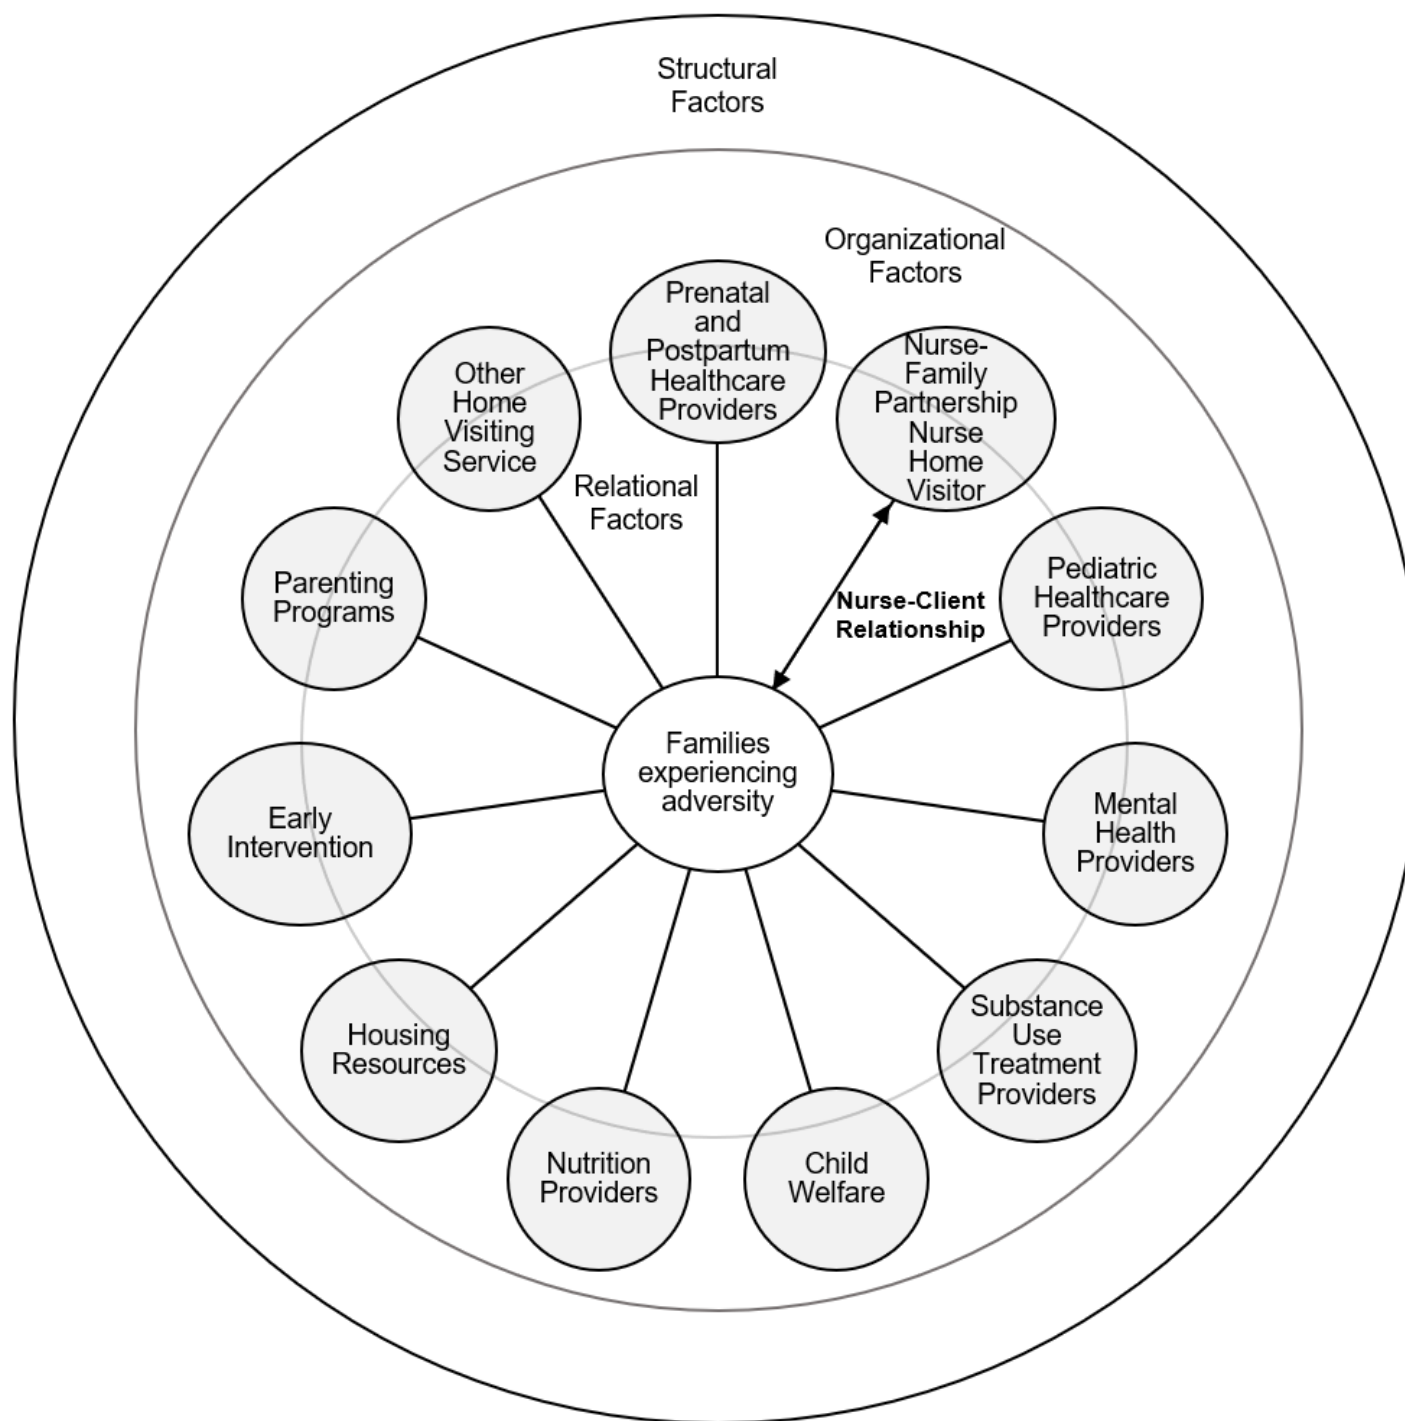 Structural
Factors
Organizational
Factors
Prenatal
and
Postpartum
Healthcare
Providers
Nurse-
Family
Partnership
Nurse
Home
Visitor
Other
Home
Visiting
Service
Relational
Factors
Parenting
Programs
Nurse-Client
Relationship
Pediatric
Healthcare
Providers
Families
experiencing
adversity
Early
Intervention
Mental
Health
Providers
Housing
Resources
Substance
Use
Treatment
Providers
Nutrition
Providers
Child
Welfare